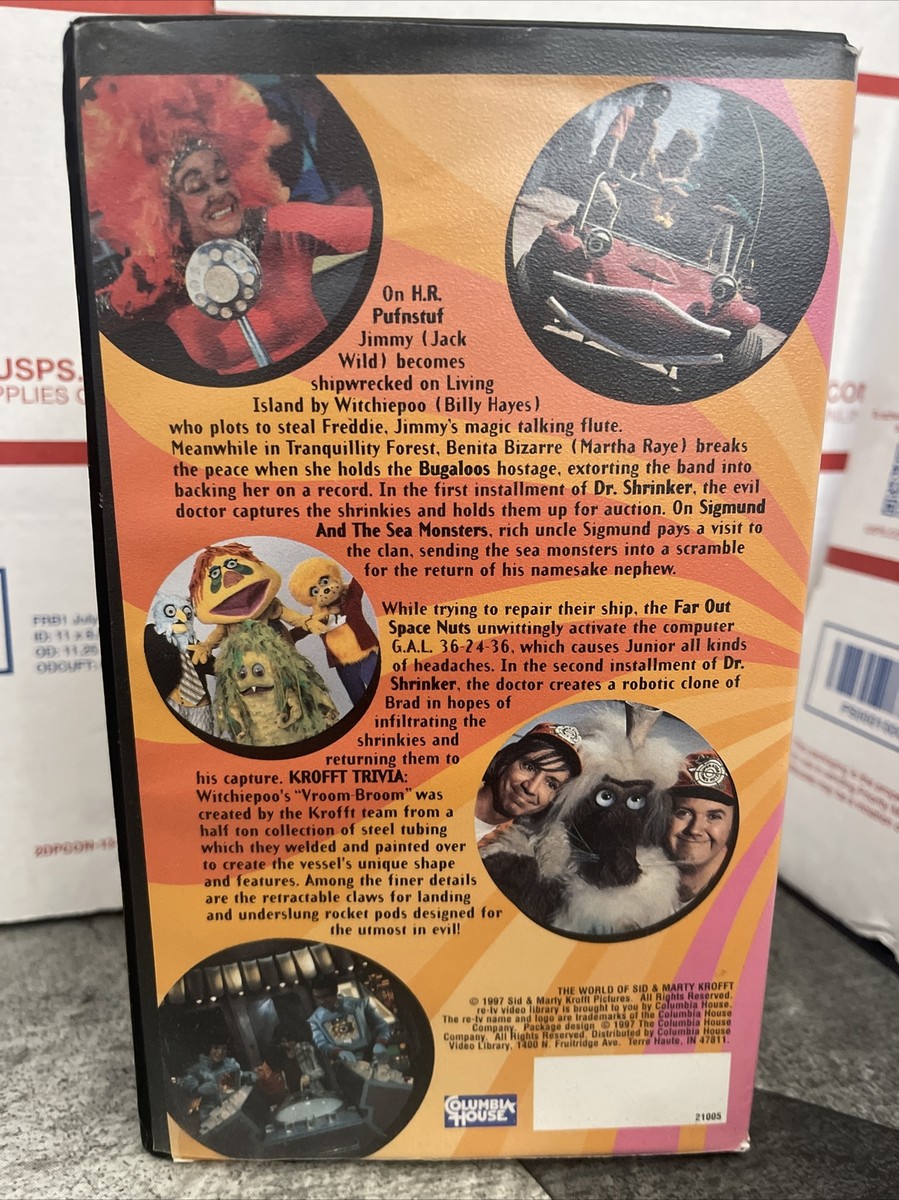 On H.R.
Pufnstuf
Jimmy (Jack
Wild) becomes
shipwrecked on Living
Island by Witchiepoo (Billy Hayes)
who plots to steal Freddie, Jimmy's magic talking flute.
Meanwhile in Tranquillity Forest, Benita Bizarre (Martha Raye) breaks
the peace when she holds the Bugaloos hostage, extorting the band into
backing her on a record. In the first installment of Dr. Shrinker, the evil
doctor captures the shrinkies and holds them up for auction. On Sigmund
And The Sea Monsters, rich uncle Sigmund pays a visit to
the clan, sending the sea monsters into a scramble
for the return of his namesake nephew.
While trying to repair their ship, the Far Out
Space Nuts unwittingly activate the computer
G.A.L. 36-24-36, which causes Junior all kinds
of headaches. In the second installment of Dr.
Shrinker, the doctor creates a robotic clone of
Brad in hopes of
infiltrating the
shrinkies and
returning them to
his capture. KROFFT TRIVIA:
Witchiepoo's "Vroom-Broom" was
created by the Krofft team from a
half ton collection of steel tubing
which they welded and painted over
to create the vessel's unique shape
and features. Among the finer details
are the retractable claws for landing
and underslung rocket pods designed for
the utmost in evil!
THE WORLD OF SID & MARTY KROFFT
© 1997 Sid & Marty Krofft Pictures. All Rights Reserved.
re-tv video library is brought to you by Columbia House.
The re-tv name and logo are trademarks of the Columbia House
Company. Package design © 1997 The Columbia House
Company. All Rights Reserved. Distributed by Columbia House
Video Library, 1400 N. Fruitridge Ave. Terre Haute, IN 47811.
COLUMBIA
HOUSE
21005
USPS.